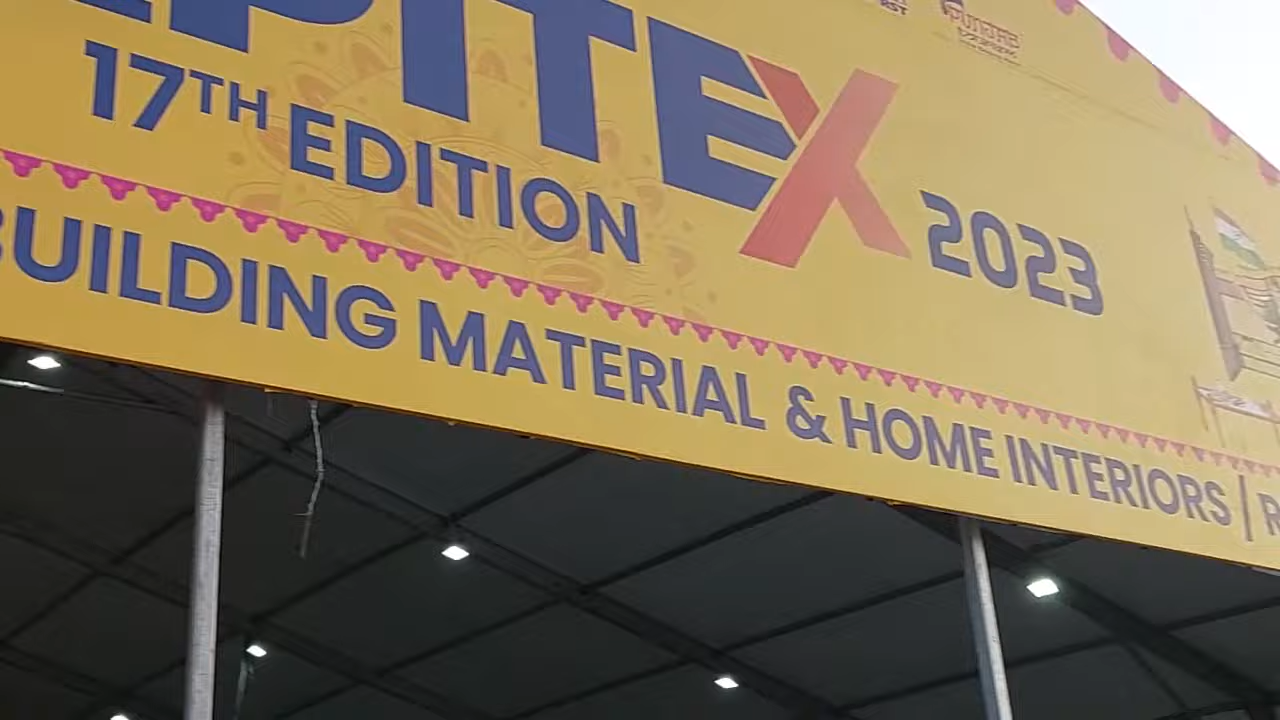 PITEX 2023
17TH EDITION
BUILDING MATERIAL & HOME INTERIORS /